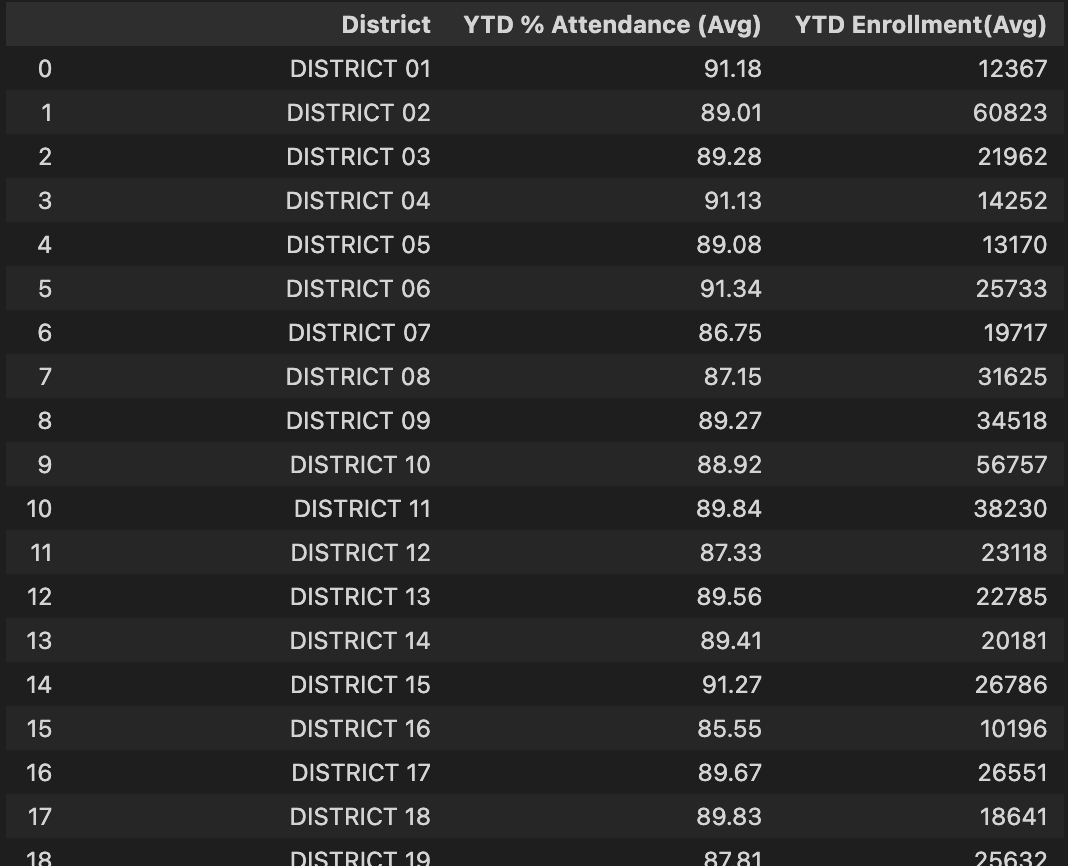 District YTD % Attendance (Avg) YTD Enrollment(Avg)
0 DISTRICT 01 91.18 12367
1 DISTRICT 02 89.01 60823
2 DISTRICT 03 89.28 21962
3 DISTRICT 04 91.13 14252
4 DISTRICT 05 89.08 13170
5 DISTRICT 06 91.34 25733
6 DISTRICT 07 86.75 19717
7 DISTRICT 08 87.15 31625
8 DISTRICT 09 89.27 34518
9 DISTRICT 10 88.92 56757
10 DISTRICT 11 89.84 38230
11 DISTRICT 12 87.33 23118
12 DISTRICT 13 89.56 22785
13 DISTRICT 14 89.41 20181
14 DISTRICT 15 91.27 26786
15 DISTRICT 16 85.55 10196
16 DISTRICT 17 89.67 26551
17 DISTRICT 18 89.83 18641
18 DISTRICT 19 87.81 25632